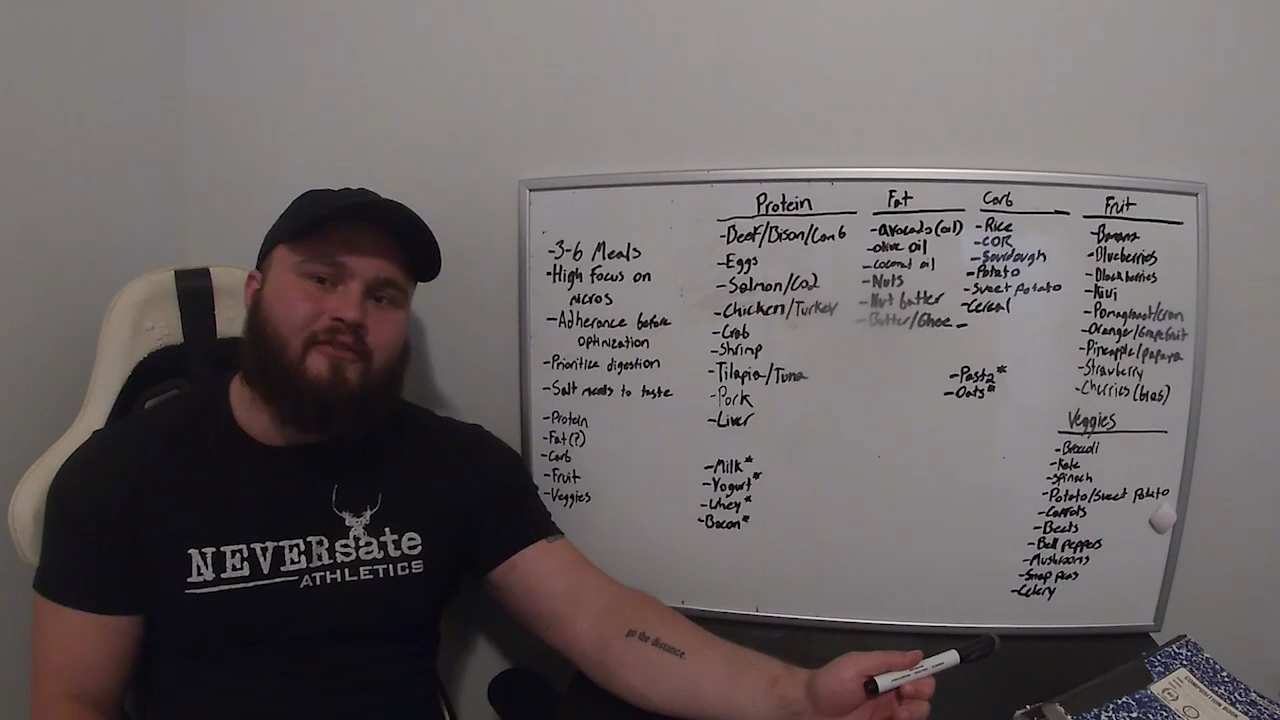 -3-6 Meals
-High Focus on
micros
-Adherance before
optimization
-Prioritize digestion
-Salt meals to taste
-Protein
-Fat(?)
-Carb
-Fruit
-Veggies
Protein
-Beef/Bison/Lamb
-Eggs
-Salmon/Cod
-Chicken/Turkey
-Crab
-Shrimp
-Tilapia/Tuna
-Pork
-Liver
-Milk*
-Yogurt*
-Whey*
-Bacon*
Fat
-avocado (oil)
-olive oil
-coconut oil
-Nuts
-Nut butter
-Butter/Ghee
Carb
-Rice
-COR
-Sourdough
-Potato
-Sweet potato
-Cereal
-Pasta*
-Oats*
Fruit
-Banana
-Blueberries
-Blackberries
-Kiwi
-Orange/Grapefruit
-Pineapple/papaya
-Strawberry
-Cherries
Veggies
-Broccoli
-Kale
-Spinach
-Potato/Sweet Potato
-Carrots
-Beets
-Bell peppers
-Mushrooms
-Snap peas
-Celery
NEVERsate
ATHLETICS
go the distance.
COMPOSITION